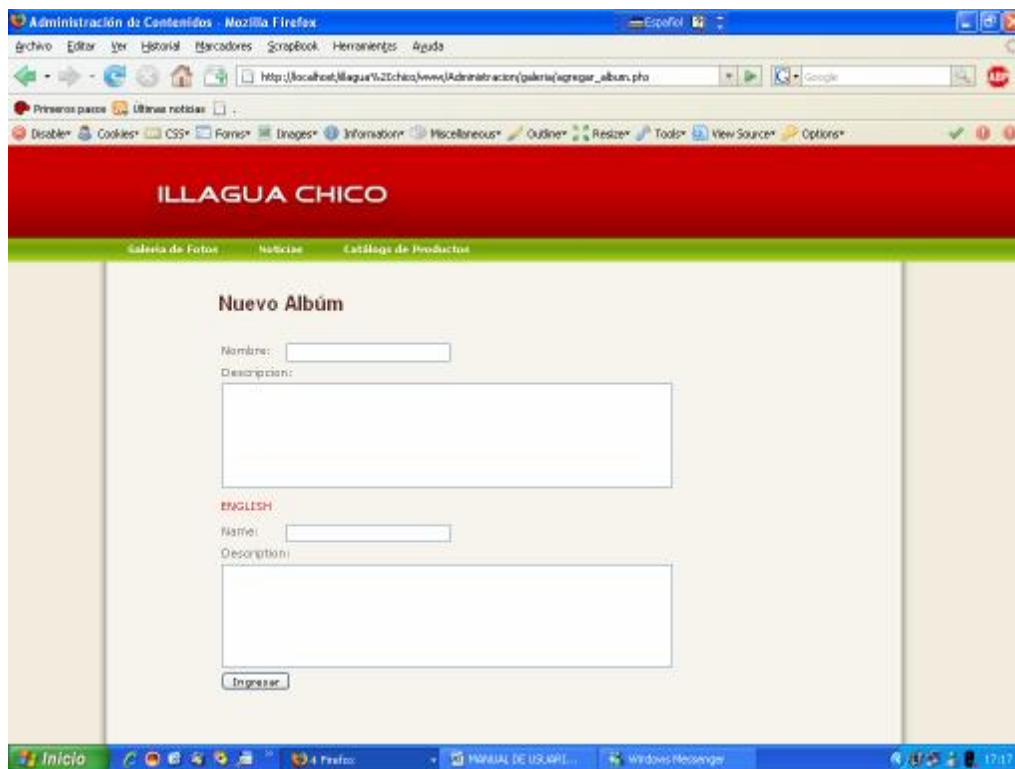 Administración de Contenidos - Mozilla Firefox
Español
Archivo Editar Ver Historial Marcadores ScrapBook Herramientas Ayuda
http://localhost/illagua%20chico/www/Administracion/galeria/agregar_album.php
Google
ABP
Primeros pasos Últimas noticias
Disable Cookies CSS Forms Images Information Miscellaneous Outline Resize Tools View Source Options
ILLAGUA CHICO
Galeria de Fotos Noticias Catálogo de Productos
Nuevo Albúm
Nombre:
Descripcion:
ENGLISH
Name:
Description:
Ingresar
Inicio
4 Firefox
MANUAL DE USUARI...
Windows Messenger
17:17